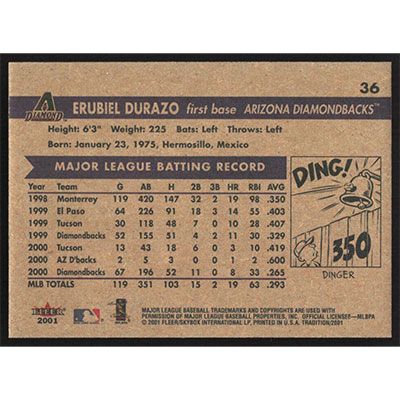 36
DIAMOND
ERUBIEL DURAZO first base ARIZONA DIAMONDBACKS™
Height: 6'3" Weight: 225 Bats: Left Throws: Left
Born: January 23, 1975, Hermosillo, Mexico
MAJOR LEAGUE BATTING RECORD
Year Team G AB H 2B 3B HR RBI AVG
1998 Monterrey 119 420 147 32 2 19 98 .350
1999 El Paso 64 226 91 18 3 14 55 .403
1999 Tucson 30 118 48 7 0 10 28 .407
1999 Diamondbacks 52 155 51 4 2 11 30 .329
2000 Tucson 13 43 18 6 0 2 7 .419
2000 AZ D'backs 2 5 3 1 0 1 2 .600
2000 Diamondbacks 67 196 52 11 0 8 33 .265
MLB TOTALS 119 351 103 15 2 19 63 .293
DING!
350
DINGER
FLEER
2001
MAJOR LEAGUE BASEBALL TRADEMARKS AND COPYRIGHTS ARE USED WITH
PERMISSION OF MAJOR LEAGUE BASEBALL PROPERTIES, INC. OFFICIAL LICENSEE—MLBPA
© 2001 FLEER/SKYBOX INTERNATIONAL LP, PRINTED IN U.S.A. TRADITION/2001